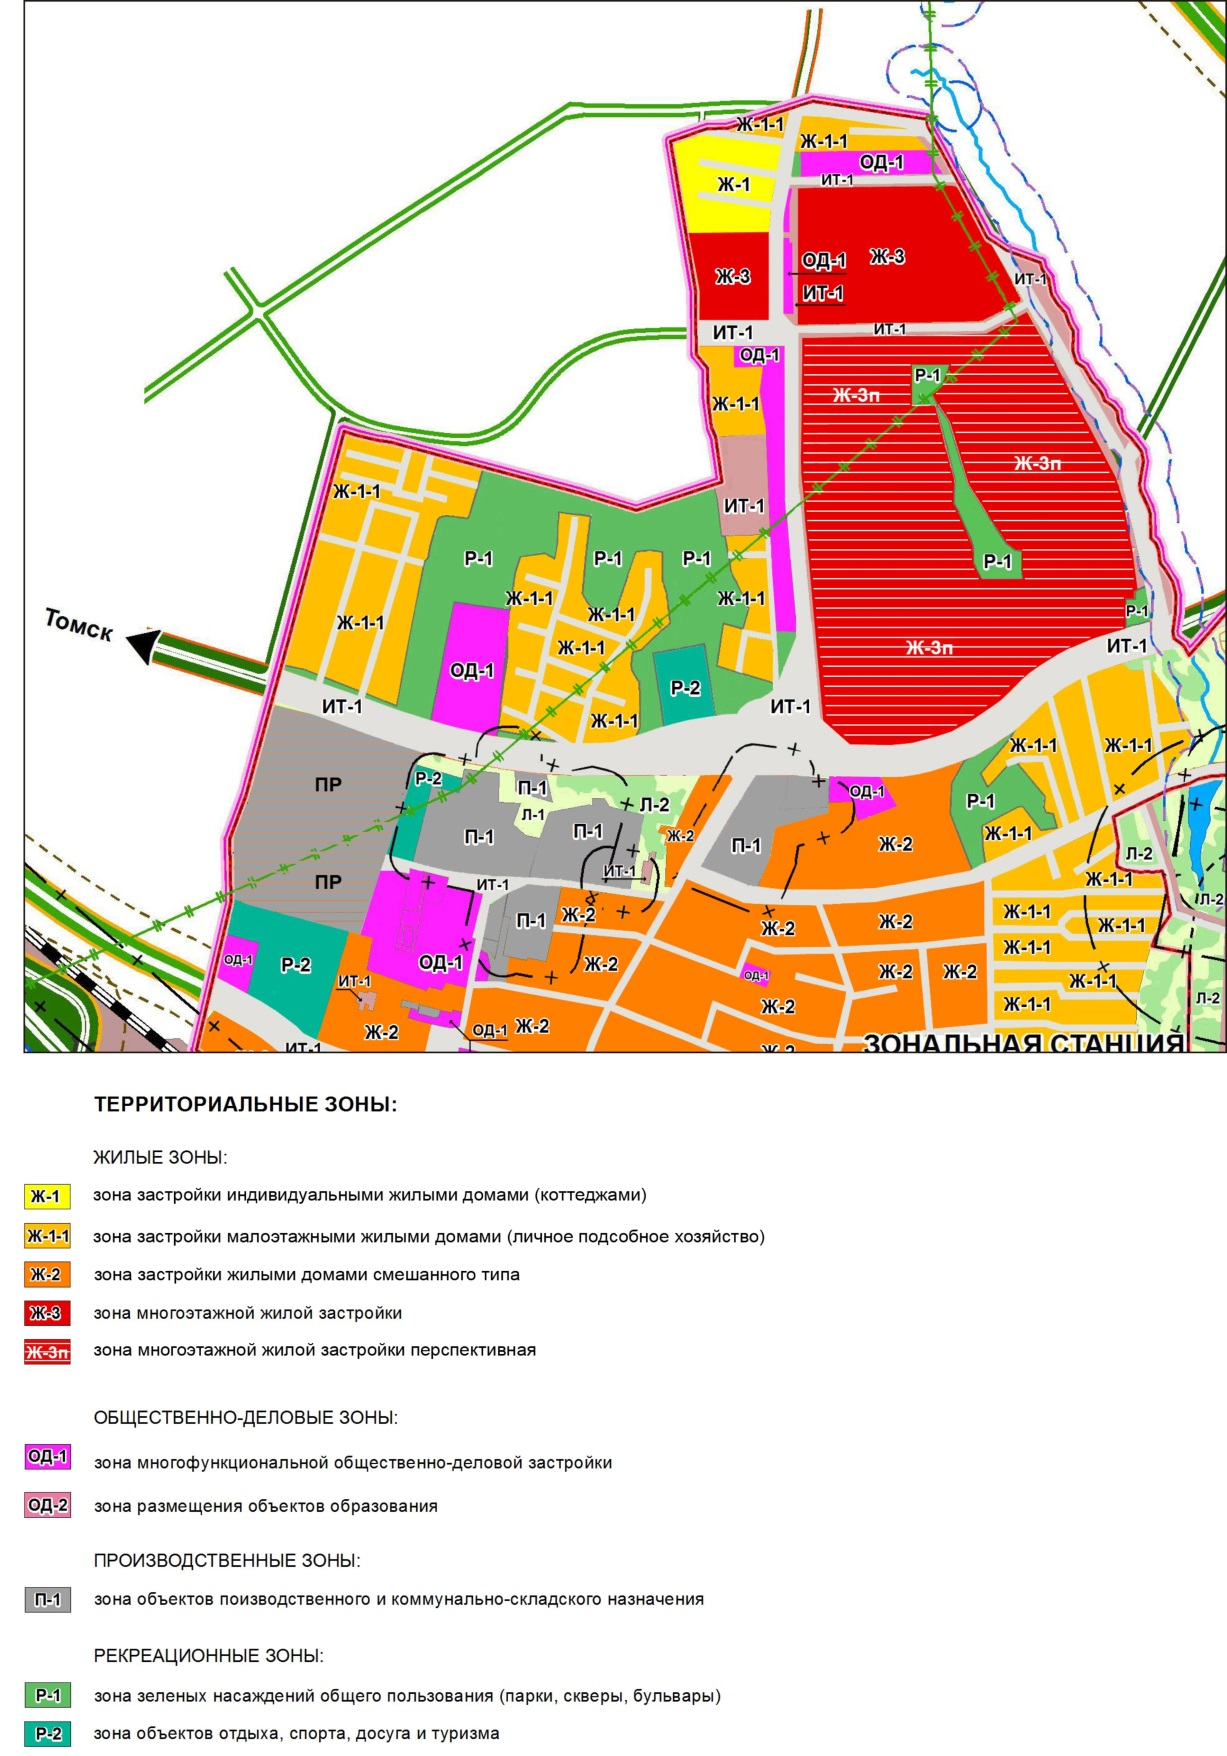 Ж-1-1
Ж-1-1
ОД-1
ИТ-1
Ж-1
ОД-1
Ж-3
Ж-3
ИТ-1
ИТ-1
ИТ-1
ИТ-1
ОД-1
Р-1
Ж-3п
Ж-1-1
Ж-3п
Ж-1-1
ИТ-1
Р-1
Р-1
Р-1
Р-1
Ж-1-1
Ж-1-1
Ж-1-1
Р-1
Томск
Ж-1-1
Ж-1-1
Ж-3п
ИТ-1
ОД-1
Р-2
ИТ-1
ИТ-1
Ж-1-1
Ж-1-1
Ж-1-1
ПР
Р-2
П-1
ОД-1
Л-2
Р-1
Л-1
П-1
П-1
Ж-2
Ж-1-1
П-1
Ж-2
Л-2
ИТ-1
ПР
ИТ-1
Ж-1-1
Л-2
П-1
Ж-2
Ж-2
Ж-2
Ж-1-1
Ж-1-1
Ж-1-1
ОД-1
Р-2
ОД-1
Ж-2
ОД-1
Ж-2
Ж-2
ИТ-1
Ж-1-1
Л-2
Ж-1-1
Ж-2
Ж-2
ОД-1
Ж-2
ИТ-1
Ж-2
ЗОНАЛЬНАЯ СТАНЦИЯ
ТЕРРИТОРИАЛЬНЫЕ ЗОНЫ:
ЖИЛЫЕ ЗОНЫ:
Ж-1 зона застройки индивидуальными жилыми домами (коттеджами)
Ж-1-1 зона застройки малоэтажными жилыми домами (личное подсобное хозяйство)
Ж-2 зона застройки жилыми домами смешанного типа
Ж-3 зона многоэтажной жилой застройки
Ж-3п зона многоэтажной жилой застройки перспективная
ОБЩЕСТВЕННО-ДЕЛОВЫЕ ЗОНЫ:
ОД-1 зона многофункциональной общественно-деловой застройки
ОД-2 зона размещения объектов образования
ПРОИЗВОДСТВЕННЫЕ ЗОНЫ:
П-1 зона объектов поизводственного и коммунально-складского назначения
РЕКРЕАЦИОННЫЕ ЗОНЫ:
Р-1 зона зеленых насаждений общего пользования (парки, скверы, бульвары)
Р-2 зона объектов отдыха, спорта, досуга и туризма